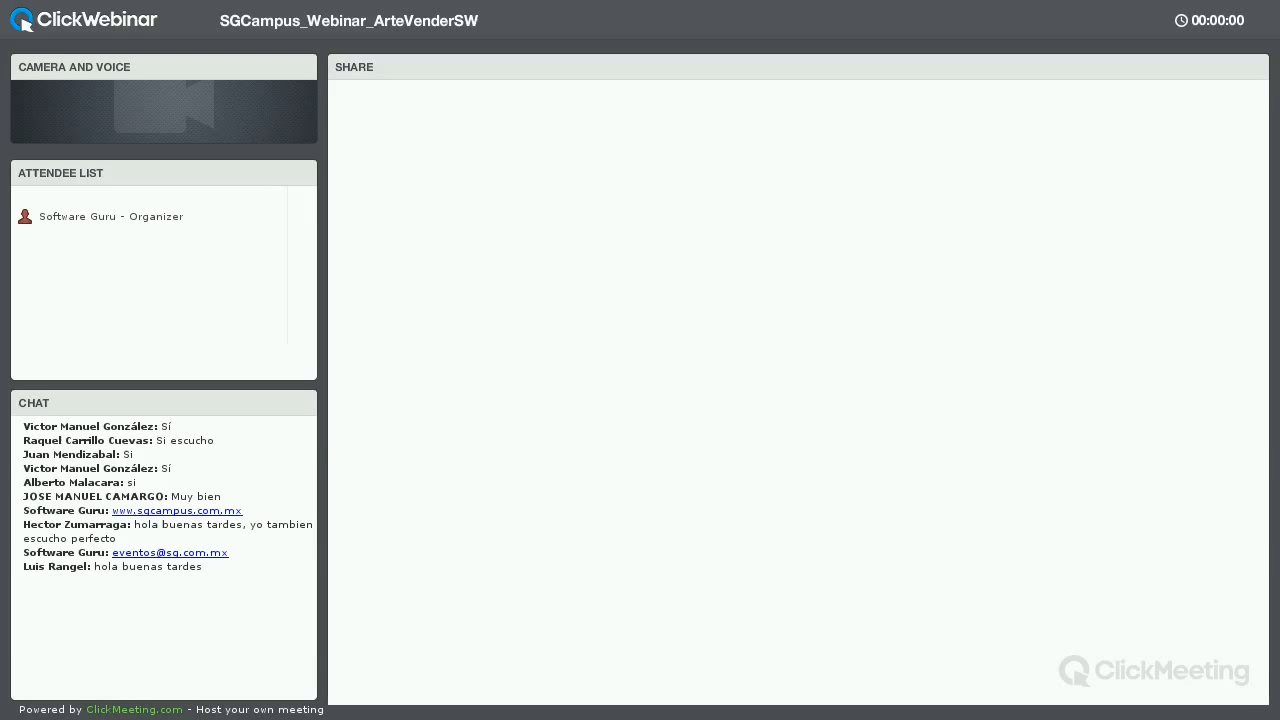 ClickWebinar
SGCampus_Webinar_ArteVenderSW
00:00:00
CAMERA AND VOICE
ATTENDEE LIST
Software Guru - Organizer
CHAT
Victor Manuel González: Sí
Raquel Carrillo Cuevas: Si escucho
Juan Mendizabal: Si
Victor Manuel González: Sí
Alberto Malacara: si
JOSE MANUEL CAMARGO: Muy bien
Software Guru: www.sgcampus.com.mx
Hector Zumarraga: hola buenas tardes, yo tambien
escucho perfecto
Software Guru: eventos@sg.com.mx
Luis Rangel: hola buenas tardes
SHARE
ClickMeeting
Powered by ClickMeeting.com - Host your own meeting